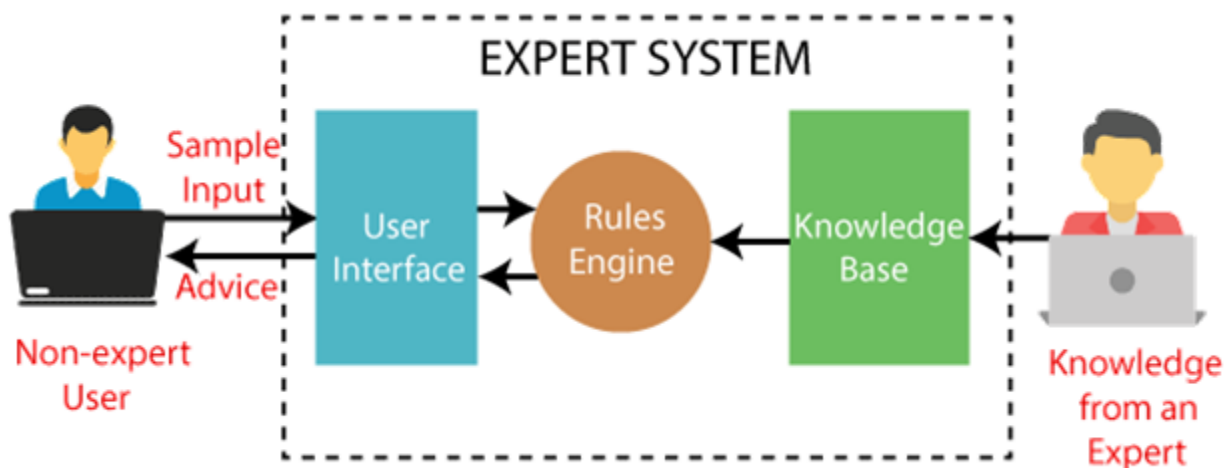 EXPERT SYSTEM
Sample
Input
Advice
Non-expert
User
User
Interface
Rules
Engine
Knowledge
Base
Knowledge
from an
Expert